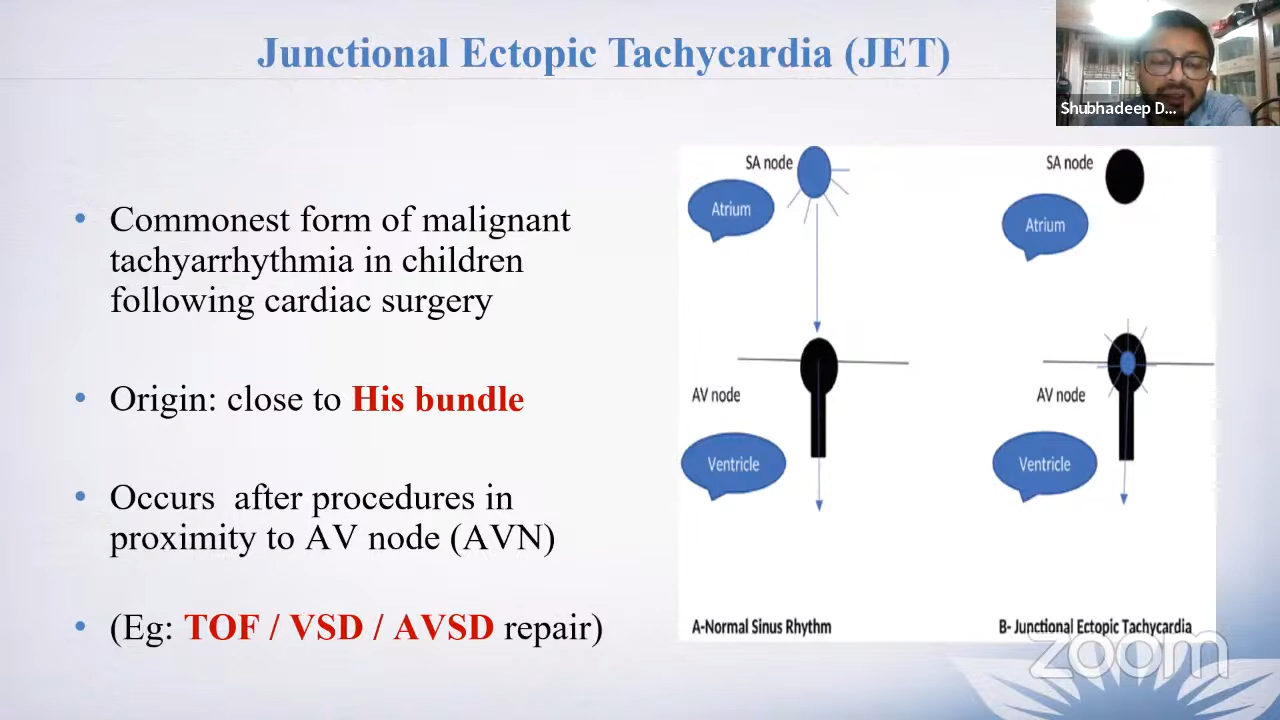 Junctional Ectopic Tachycardia (JET)
Shubhadeep D...
• Commonest form of malignant
tachyarrhythmia in children
following cardiac surgery
• Origin: close to His bundle
• Occurs after procedures in
proximity to AV node (AVN)
• (Eg: TOF / VSD / AVSD repair)
SA node
Atrium
AV node
Ventricle
A-Normal Sinus Rhythm
SA node
Atrium
AV node
Ventricle
B- Junctional Ectopic Tachycardia
zoom